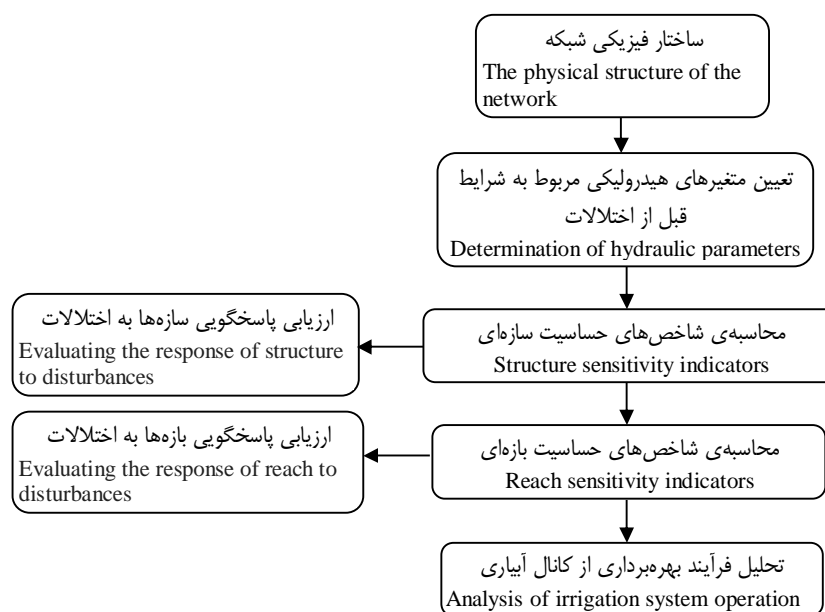 ساختار فیزیکی شبکه
The physical structure of the
network
تعیین متغیرهای هیدرولیکی مربوط به شرایط
قبل از اختلالات
Determination of hydraulic parameters
محاسبه‌ی شاخص‌های حساسیت سازه‌ای
Structure sensitivity indicators
ارزیابی پاسخگویی سازه‌ها به اختلالات
Evaluating the response of structure
to disturbances
محاسبه‌ی شاخص‌های حساسیت بازه‌ای
Reach sensitivity indicators
ارزیابی پاسخگویی بازه‌ها به اختلالات
Evaluating the response of reach to
disturbances
تحلیل فرآیند بهره‌برداری از کانال آبیاری
Analysis of irrigation system operation